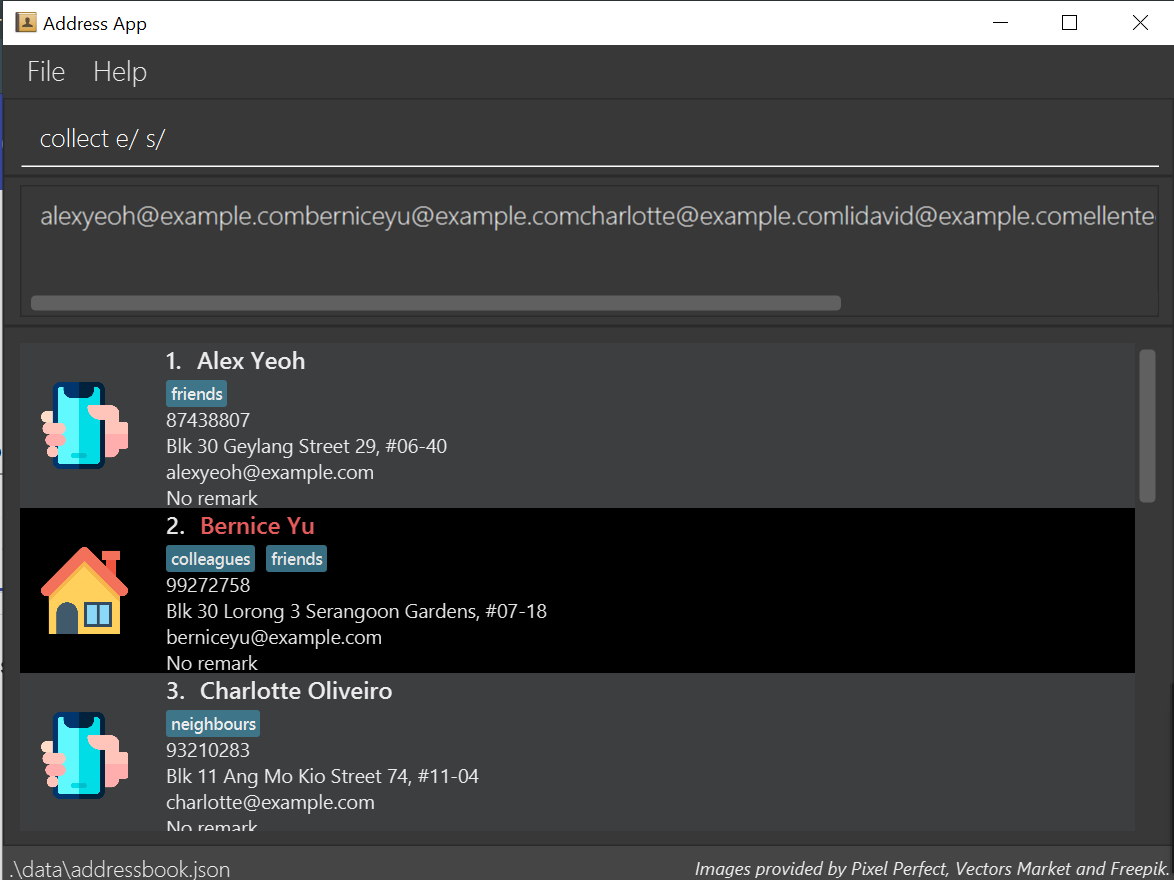 Address App
File Help
collect e/ s/
alexyeoh@example.comberniceyu@example.comcharlotte@example.comlidavid@example.comellente
1. Alex Yeoh
friends
87438807
Blk 30 Geylang Street 29, #06-40
alexyeoh@example.com
No remark
2. Bernice Yu
colleagues friends
99272758
Blk 30 Lorong 3 Serangoon Gardens, #07-18
berniceyu@example.com
No remark
3. Charlotte Oliveiro
neighbours
93210283
Blk 11 Ang Mo Kio Street 74, #11-04
charlotte@example.com
No remark
.\data\addressbook.json
Images provided by Pixel Perfect, Vectors Market and Freepik.